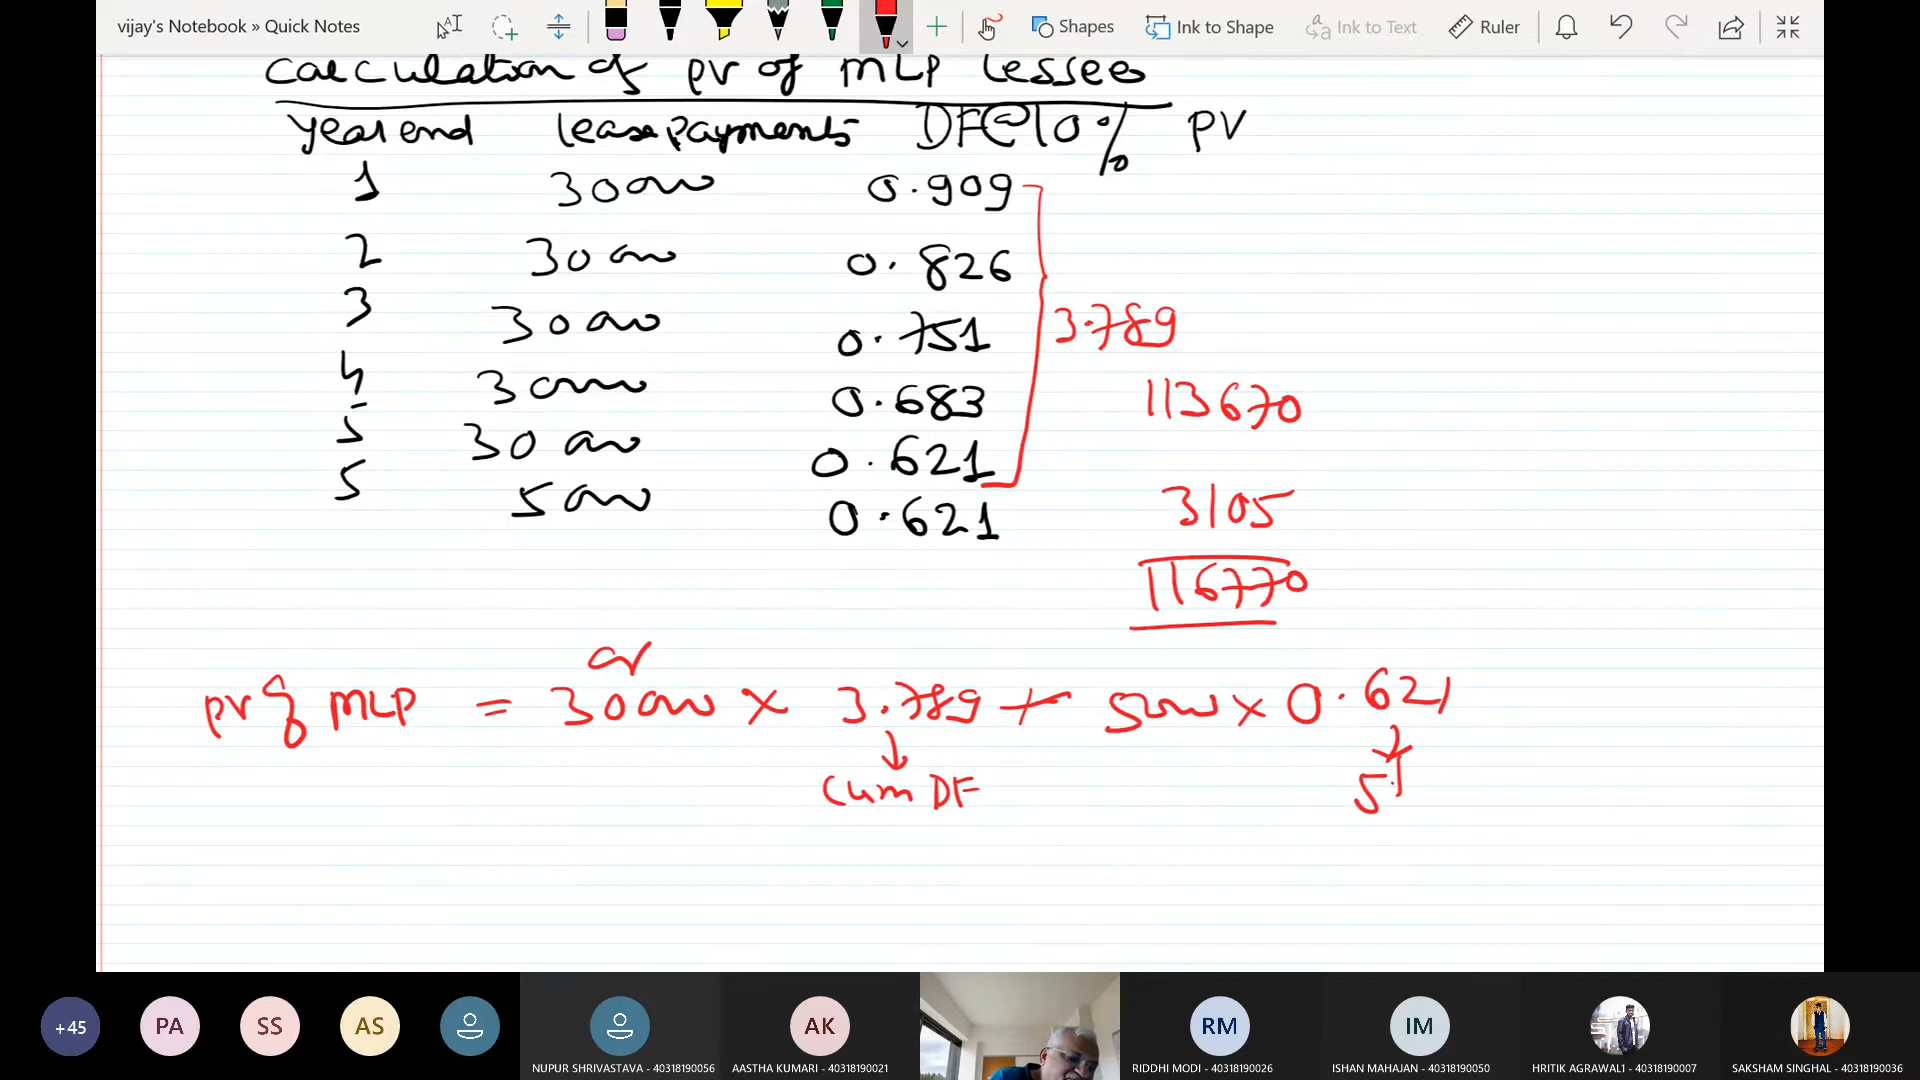 vijay's Notebook » Quick Notes Shapes Ink to Shape Ink to Text Ruler
Calculation of PV of MLP Lessee
Year end lease payments DF@10% PV
1 30000 0.909
2 30000 0.826
3 30000 0.751
3.789
4 30000 0.683
113670
5 30000 0.621
5 5000 0.621
3105
116770
or
PV of MLP = 30000 × 3.789 + 5000 × 0.621
Cum DF
+45 PA SS AS AK RM IM
NUPUR SHRIVASTAVA - 40318190056 AASTHA KUMARI - 40318190021 RIDDHI MODI - 40318190026 ISHAN MAHAJAN - 40318190050 HRITIK AGRAWAL1 - 40318190007 SAKSHAM SINGHAL - 40318190036